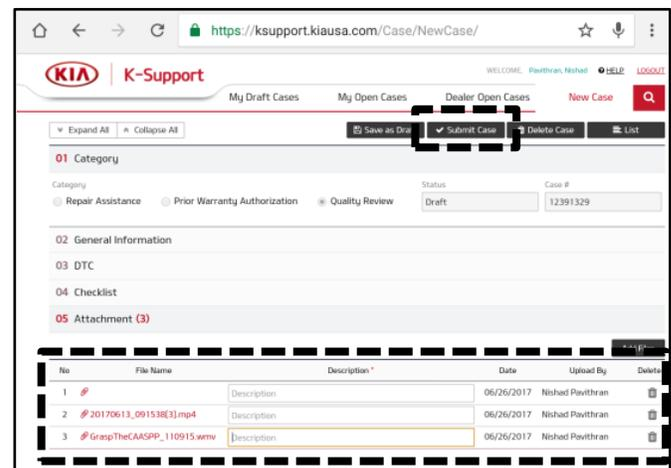 https://ksupport.kiausa.com/Case/NewCase/
KIA K-Support
WELCOME, Pavithran, Nishad HELP LOGOUT
My Draft Cases My Open Cases Dealer Open Cases New Case
Expand All Collapse All Save as Dra Submit Case Delete Case List
01 Category
Category Status Case #
Repair Assistance Prior Warranty Authorization Quality Review Draft 12391329
02 General Information
03 DTC
04 Checklist
05 Attachment (3)
No File Name Description * Date Upload By Delete
1 Description 06/26/2017 Nishad Pavithran
2 20170613_091538[3].mp4 Description 06/26/2017 Nishad Pavithran
3 GraspTheCAASPP_110915.wmv Description 06/26/2017 Nishad Pavithran